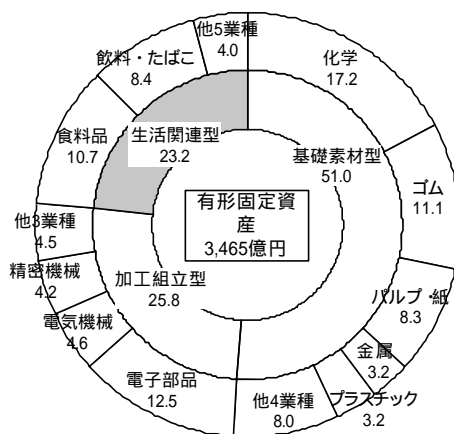 他5業種
4.0
飲料・たばこ
8.4
化学
17.2
生活関連型
23.2
食料品
10.7
基礎素材型
51.0
ゴム
11.1
有形固定資
産
3,465億円
他3業種
4.5
精密機械
4.2
加工組立型
25.8
電気機械
4.6
パルプ・紙
8.3
金属
3.2
電子部品
12.5
他4業種
8.0
プラスチック
3.2